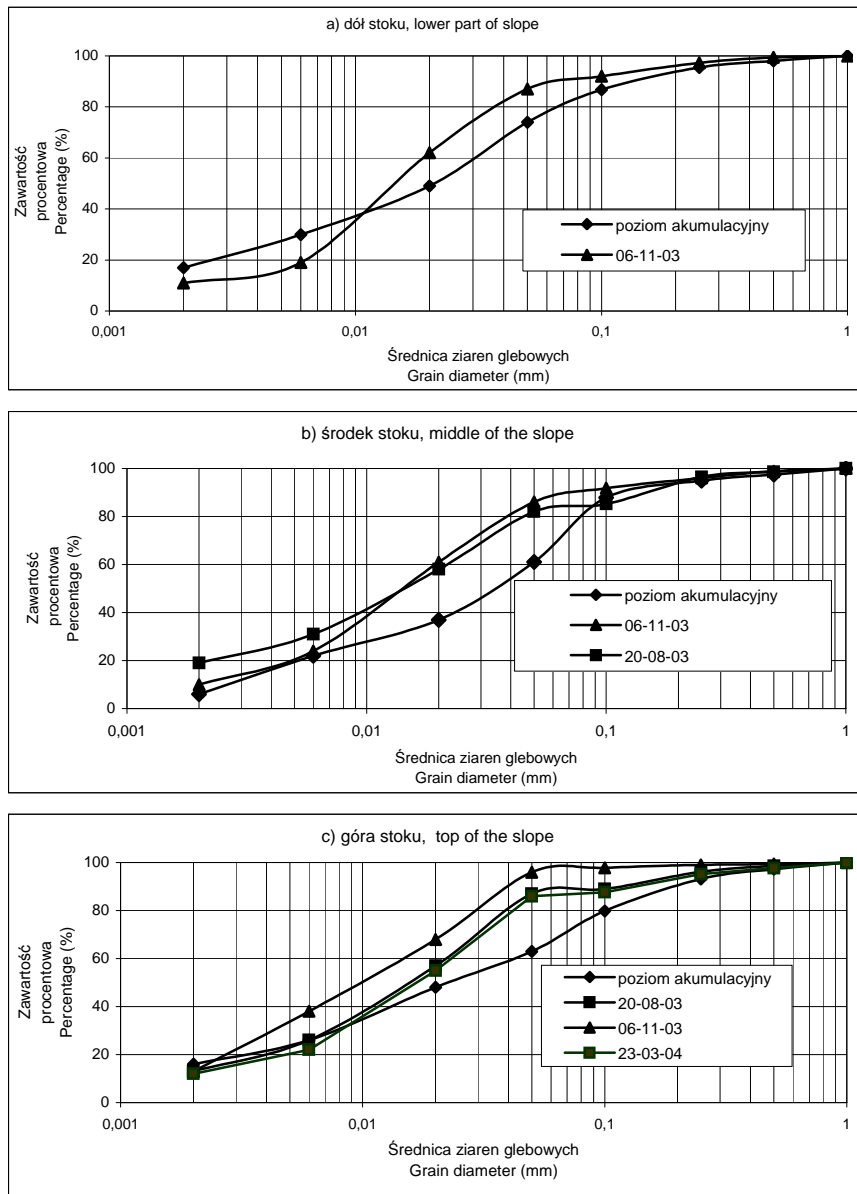 a) dół stoku, lower part of slope
100
80
60
40
20
0
0,001
0,01
0,1
1
Zawartość
procentowa
Percentage (%)
poziom akumulacyjny
06-11-03
Średnica ziaren glebowych
Grain diameter (mm)
b) środek stoku, middle of the slope
100
80
60
40
20
0
0,001
0,01
0,1
1
Zawartość
procentowa
Percentage (%)
poziom akumulacyjny
06-11-03
20-08-03
Średnica ziaren glebowych
Grain diameter (mm)
c) góra stoku, top of the slope
100
80
60
40
20
0
0,001
0,01
0,1
1
Zawartość
procentowa
Percentage (%)
poziom akumulacyjny
20-08-03
06-11-03
23-03-04
Średnica ziaren glebowych
Grain diameter (mm)